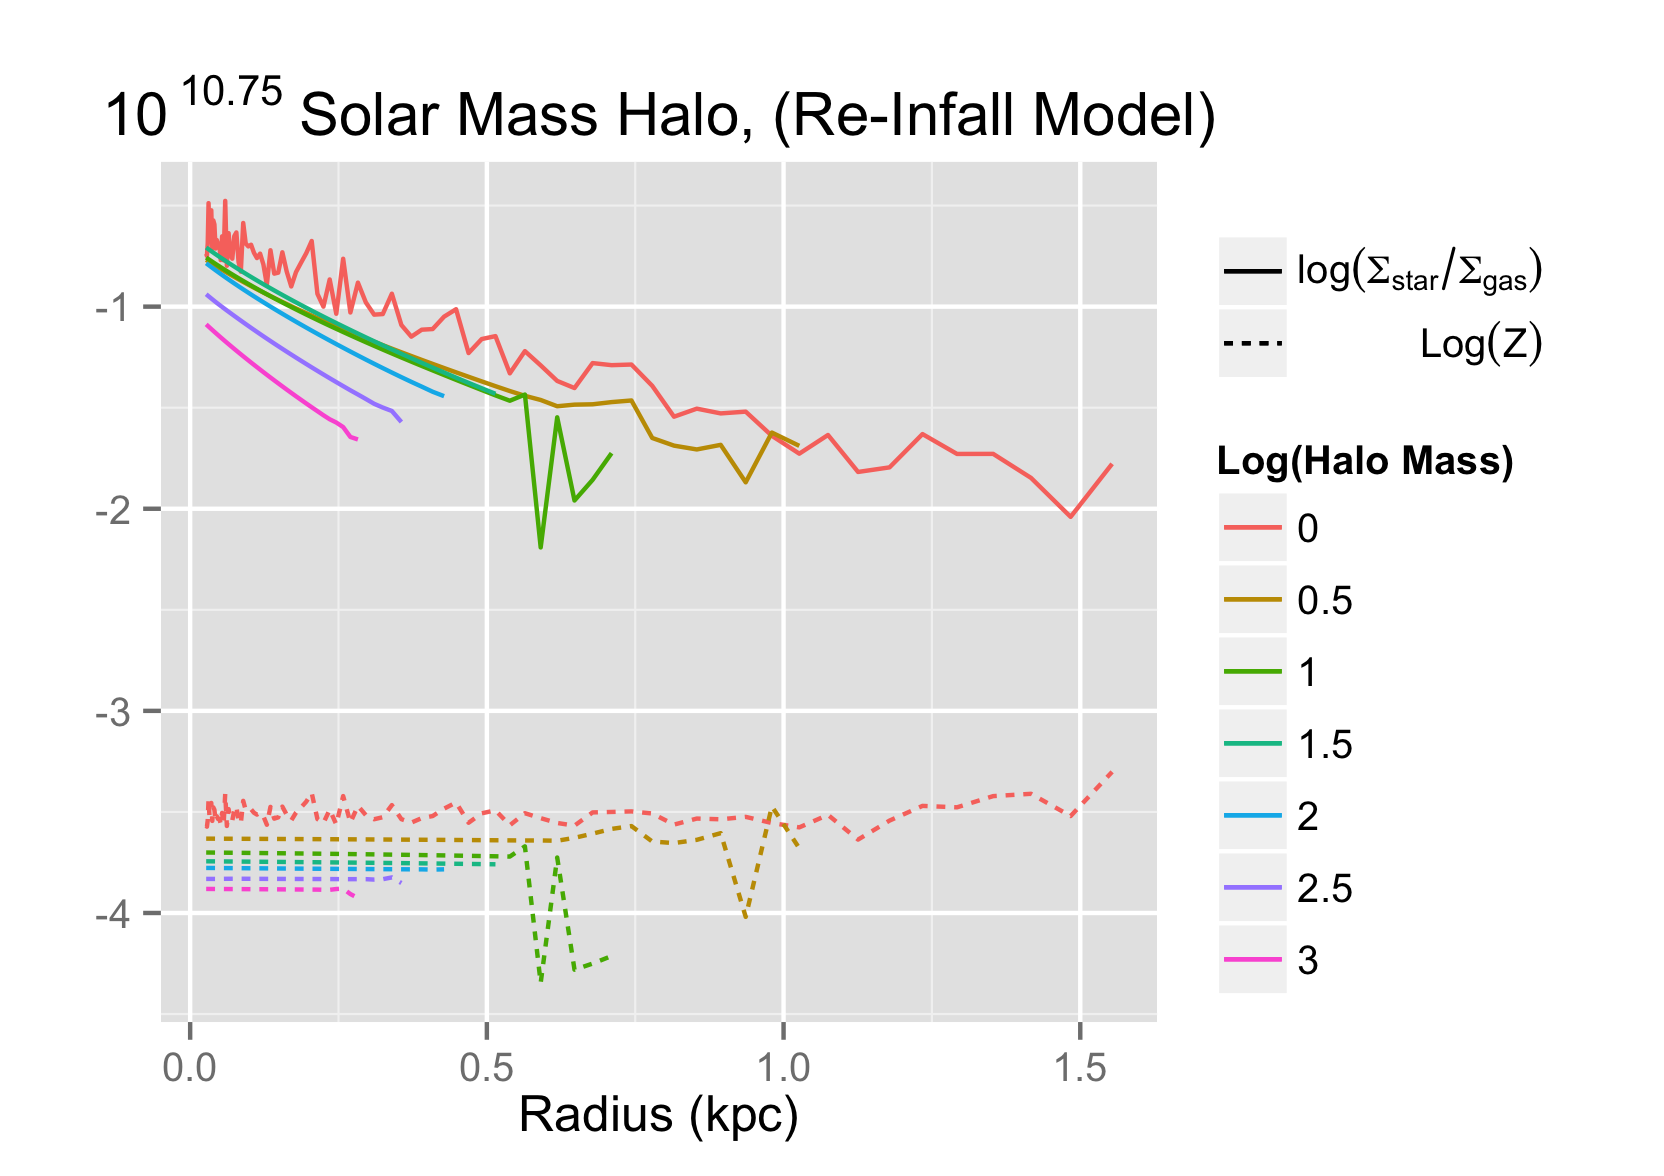 10^10.75 Solar Mass Halo, (Re-Infall Model)
-1
-2
-3
-4
0.0 0.5 1.0 1.5
Radius (kpc)
log(Σstar/Σgas)
Log(Z)
Log(Halo Mass)
0
0.5
1
1.5
2
2.5
3